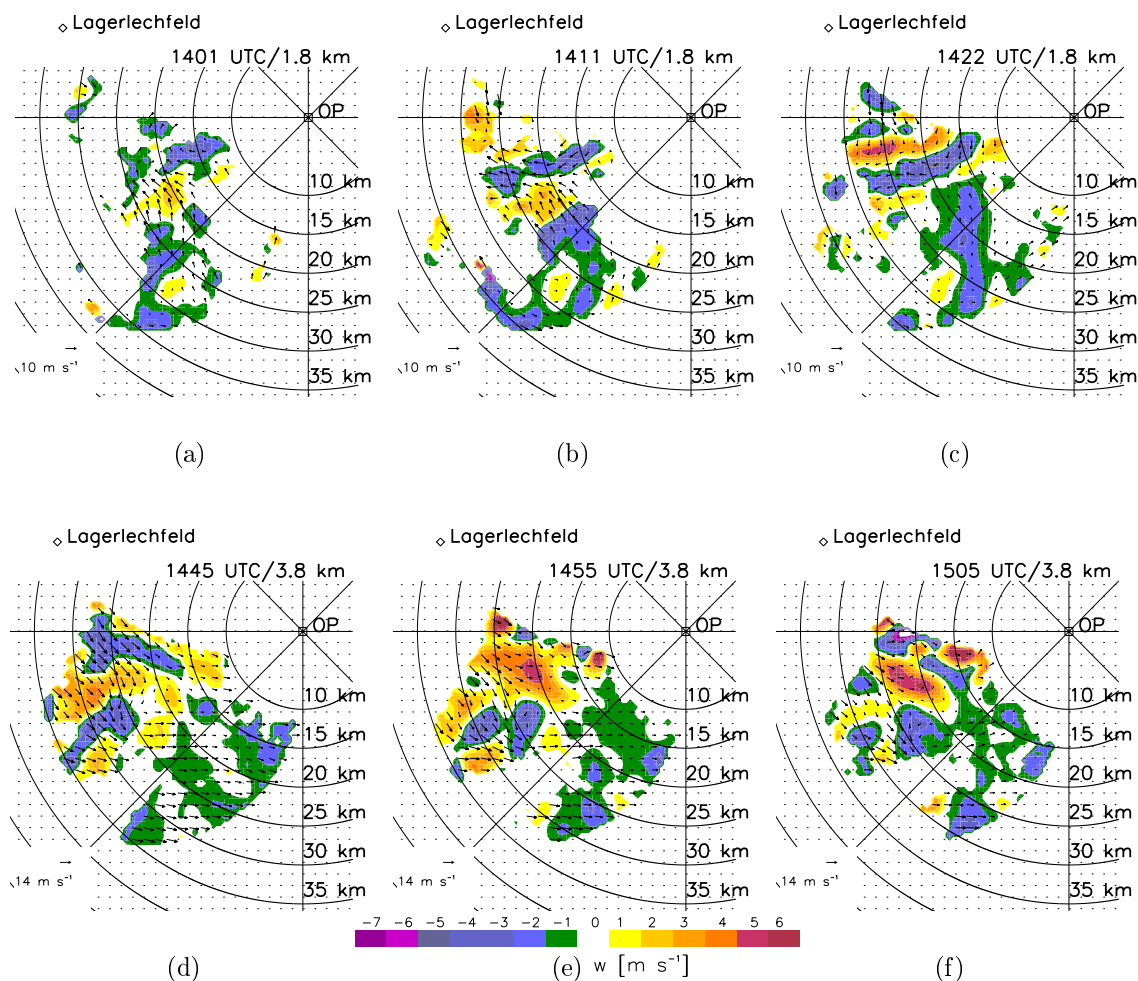 Lagerlechfeld Lagerlechfeld Lagerlechfeld
1401 UTC/1.8 km 1411 UTC/1.8 km 1422 UTC/1.8 km
OP OP OP
10 km 10 km 10 km
15 km 15 km 15 km
20 km 20 km 20 km
25 km 25 km 25 km
30 km 30 km 30 km
10 m s⁻¹ 10 m s⁻¹ 10 m s⁻¹
35 km 35 km 35 km
(a) (b) (c)
Lagerlechfeld Lagerlechfeld Lagerlechfeld
1445 UTC/3.8 km 1455 UTC/3.8 km 1505 UTC/3.8 km
OP OP OP
10 km 10 km 10 km
15 km 15 km 15 km
20 km 20 km 20 km
25 km 25 km 25 km
30 km 30 km 30 km
14 m s⁻¹ 14 m s⁻¹ 14 m s⁻¹
35 km 35 km 35 km
-7 -6 -5 -4 -3 -2 -1 0 1 2 3 4 5 6
(d) (e) w [m s⁻¹] (f)